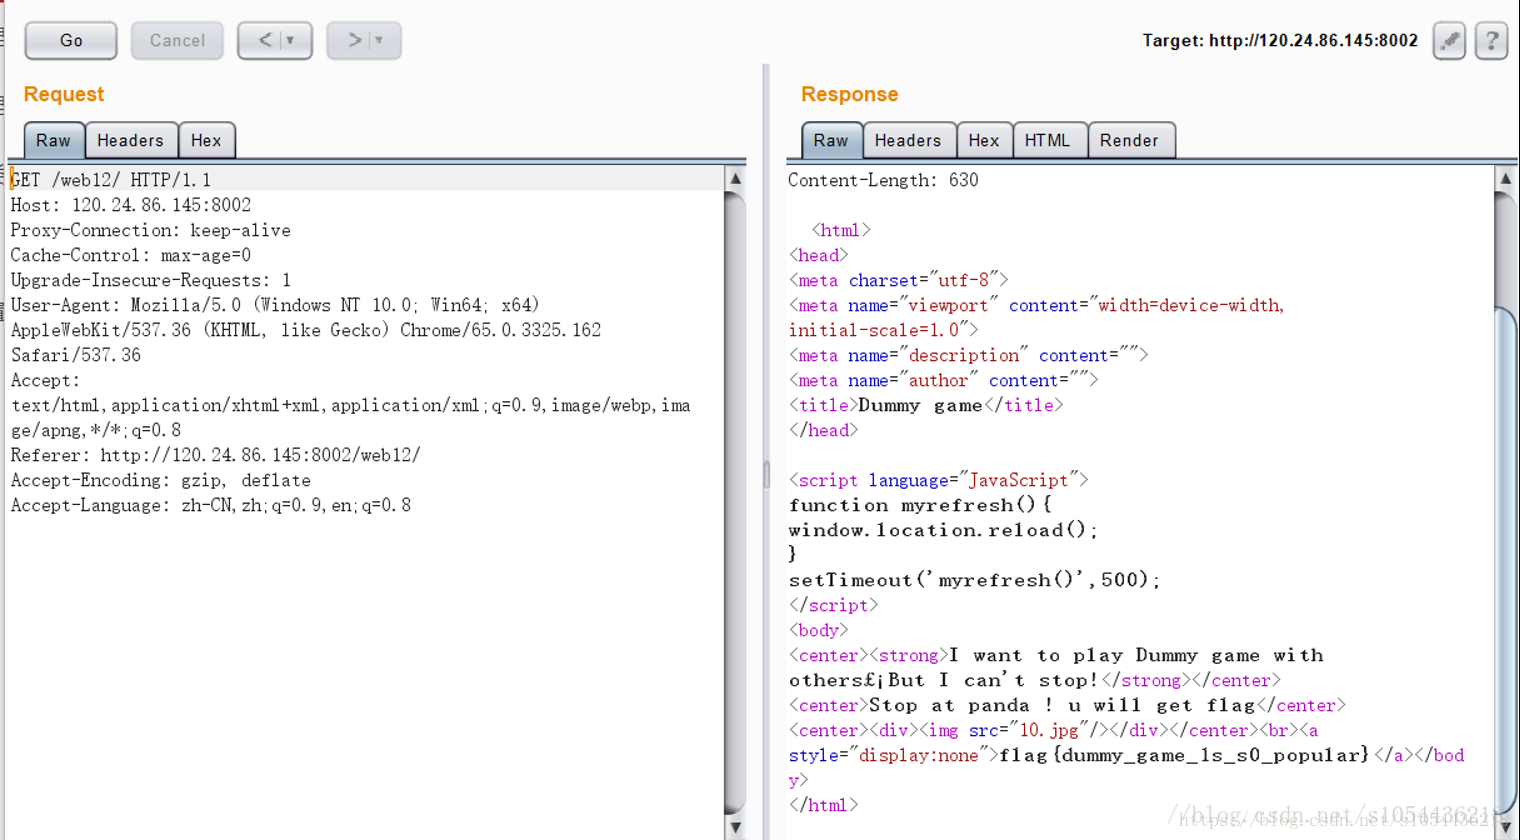 Go Cancel < > Target: http://120.24.86.145:8002 ?
Request
Raw Headers Hex
GET /web12/ HTTP/1.1
Host: 120.24.86.145:8002
Proxy-Connection: keep-alive
Cache-Control: max-age=0
Upgrade-Insecure-Requests: 1
User-Agent: Mozilla/5.0 (Windows NT 10.0; Win64; x64)
AppleWebKit/537.36 (KHTML, like Gecko) Chrome/65.0.3325.162
Safari/537.36
Accept:
text/html,application/xhtml+xml,application/xml;q=0.9,image/webp,ima
ge/apng,*/*;q=0.8
Referer: http://120.24.86.145:8002/web12/
Accept-Encoding: gzip, deflate
Accept-Language: zh-CN,zh;q=0.9,en;q=0.8
Response
Raw Headers Hex HTML Render
Content-Length: 630
<html>
<head>
<meta charset="utf-8">
<meta name="viewport" content="width=device-width,
initial-scale=1.0">
<meta name="description" content="">
<meta name="author" content="">
<title>Dummy game</title>
</head>
<script language="JavaScript">
function myrefresh(){
window.location.reload();
}
setTimeout('myrefresh()',500);
</script>
<body>
<center><strong>I want to play Dummy game with
others£¡But I can't stop!</strong></center>
<center>Stop at panda ! u will get flag</center>
<center><div><img src="10.jpg"/></div></center><br><a
style="display:none">flag{dummy_game_1s_s0_popular}</a></bod
y>
</html>
//blog.csdn.net/s1054436218
https://blog.csdn.net/s1054436218